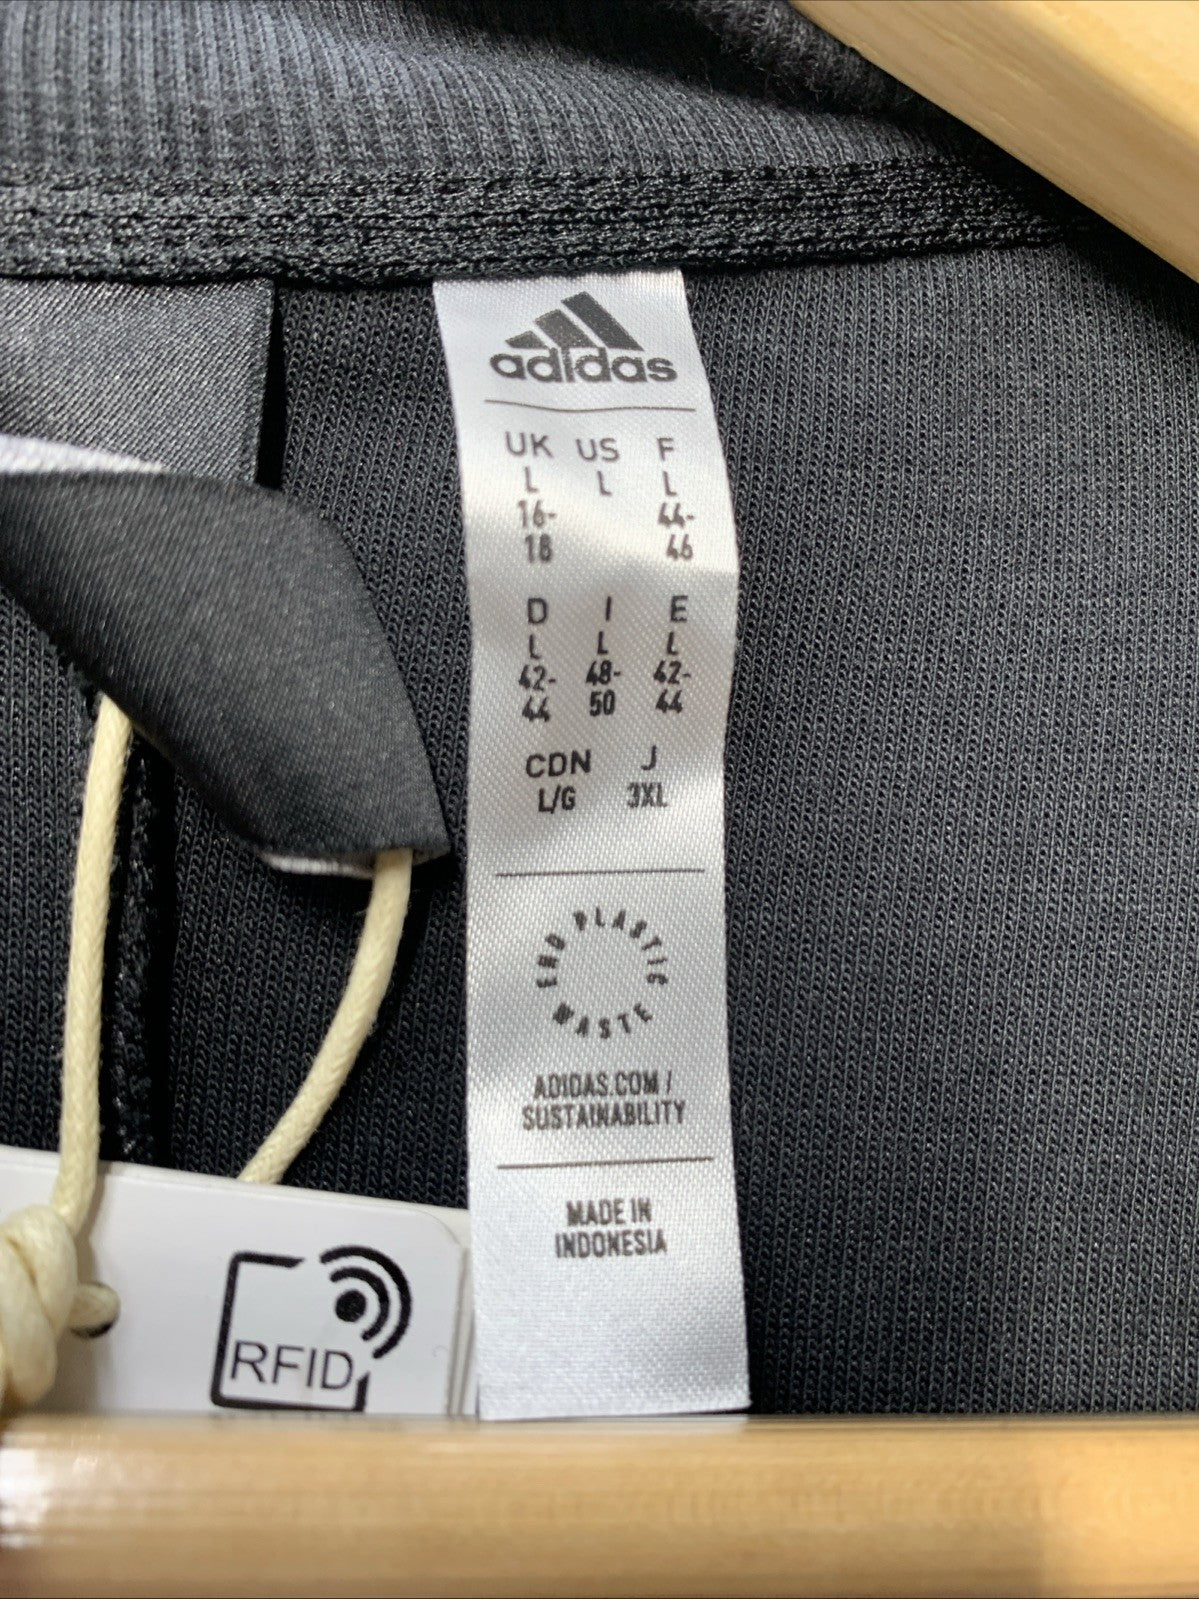 adidas
UK US F
L L L
16- 44-
18 46
D I E
L L L
42- 48- 42-
44 50 44
CDN J
L/G 3XL
END PLASTIC WASTE
ADIDAS.COM /
SUSTAINABILITY
MADE IN
INDONESIA
RFID